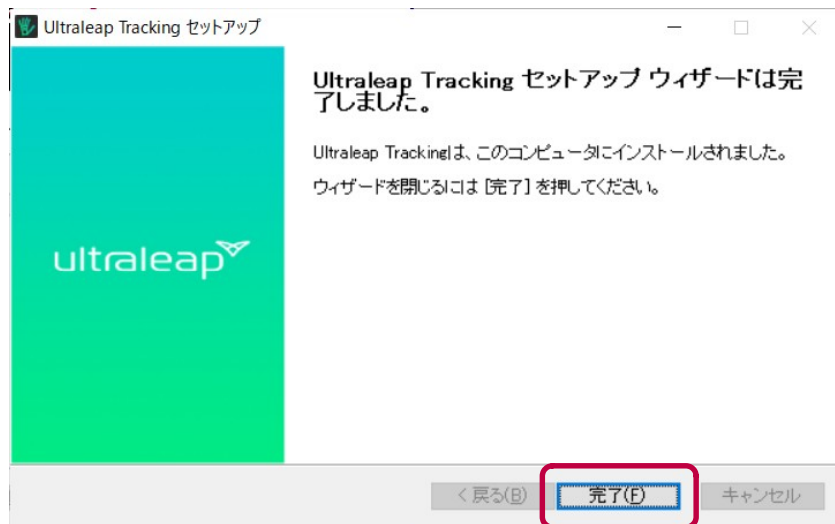 Ultraleap Tracking セットアップ
Ultraleap Tracking セットアップ ウィザードは完
了しました。
Ultraleap Trackingは、このコンピュータにインストールされました。
ウィザードを閉じるには [完了] を押してください。
ultraleap
< 戻る(B)
完了(F)
キャンセル